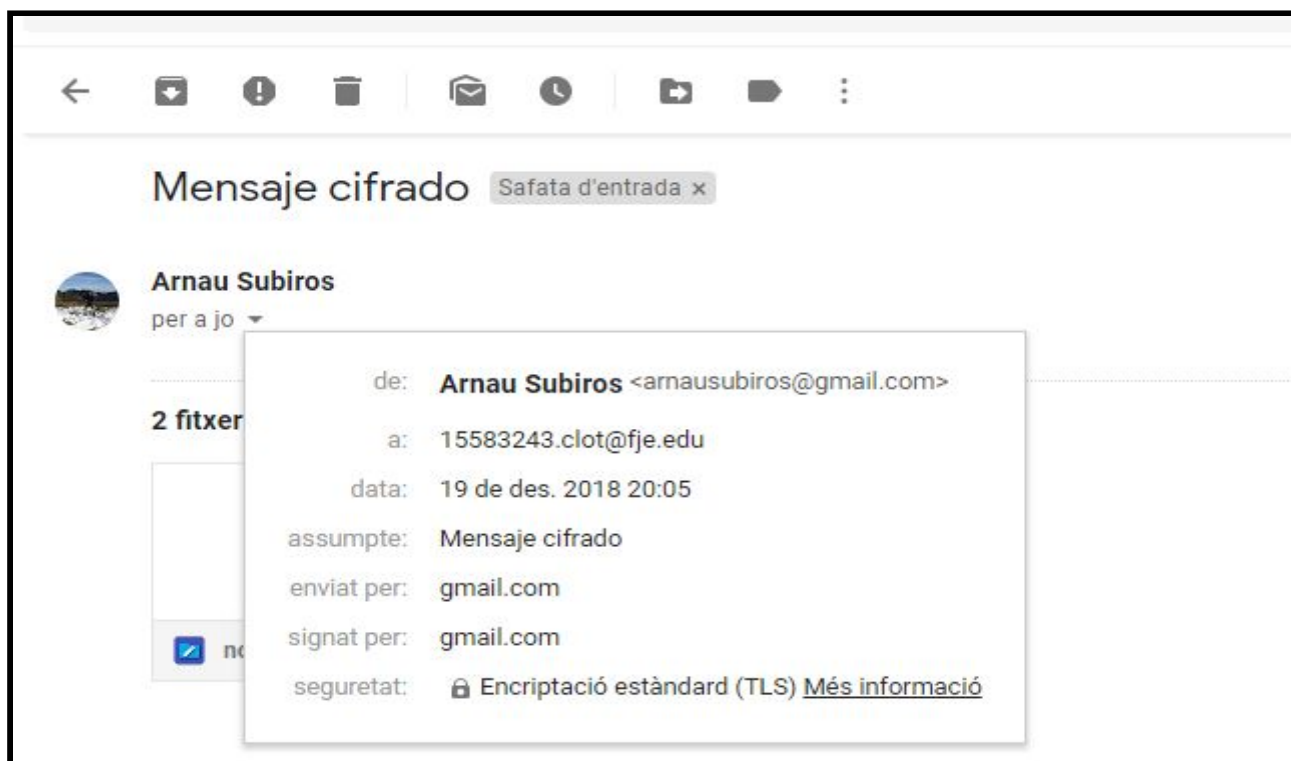 Mensaje cifrado Safata d'entrada ×
Arnau Subiros
per a jo
de: Arnau Subiros <arnausubiros@gmail.com>
2 fitxer
a: 15583243.clot@fje.edu
data: 19 de des. 2018 20:05
assumpte: Mensaje cifrado
enviat per: gmail.com
signat per: gmail.com
seguretat: Encriptació estàndard (TLS) Més informació